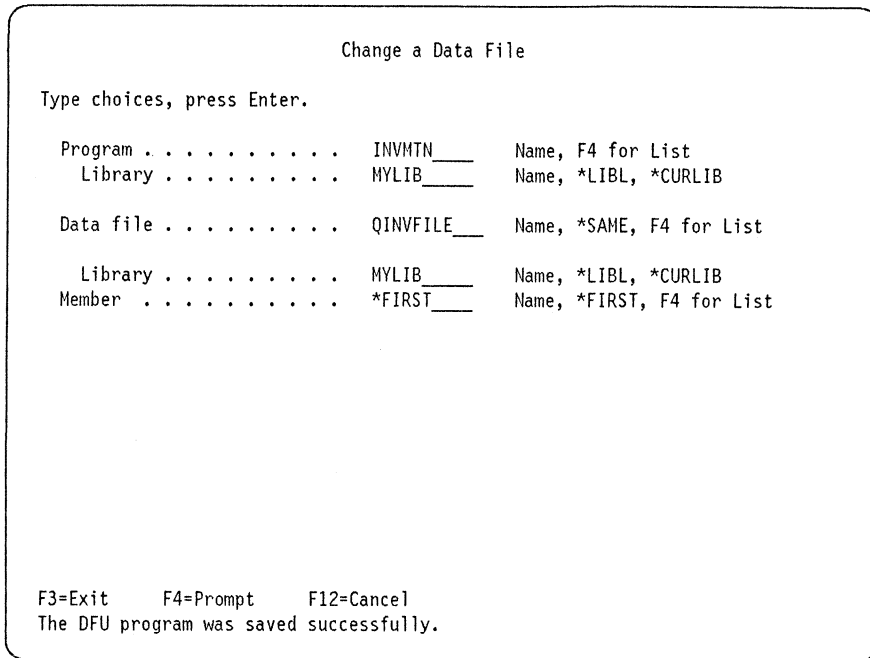 Change a Data File
Type choices, press Enter.
Program . . . . . . . . . . INVMTN____ Name, F4 for List
Library . . . . . . . . . MYLIB_____ Name, *LIBL, *CURLIB
Data file . . . . . . . . . QINVFILE__ Name, *SAME, F4 for List
Library . . . . . . . . . MYLIB_____ Name, *LIBL, *CURLIB
Member . . . . . . . . . . *FIRST____ Name, *FIRST, F4 for List
F3=Exit F4=Prompt F12=Cancel
The DFU program was saved successfully.